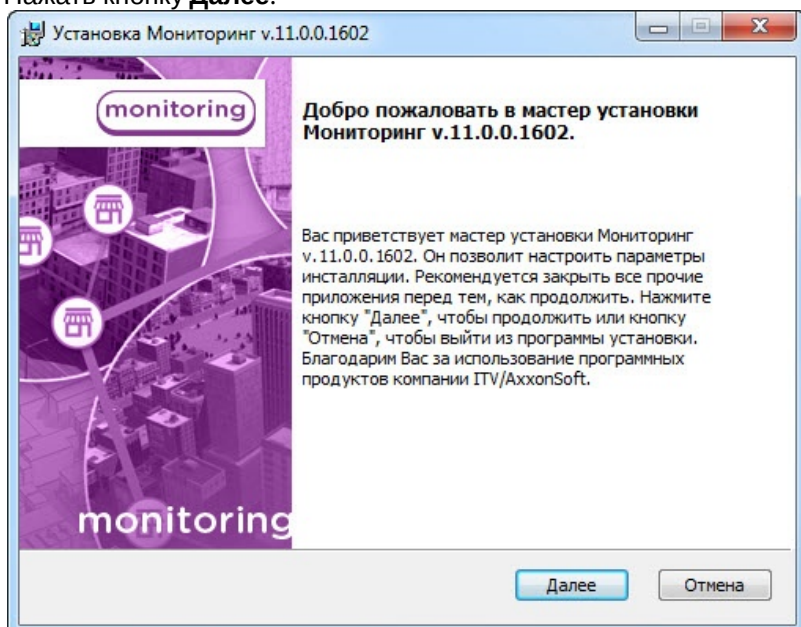 Нажать кнопку Далее.
Установка Мониторинг v.11.0.0.1602
monitoring
Добро пожаловать в мастер установки
Мониторинг v.11.0.0.1602.
Вас приветствует мастер установки Мониторинг
v.11.0.0.1602. Он позволит настроить параметры
инсталляции. Рекомендуется закрыть все прочие
приложения перед тем, как продолжить. Нажмите
кнопку "Далее", чтобы продолжить или кнопку
"Отмена", чтобы выйти из программы установки.
Благодарим Вас за использование программных
продуктов компании ITV/AxxonSoft.
monitoring
Далее
Отмена